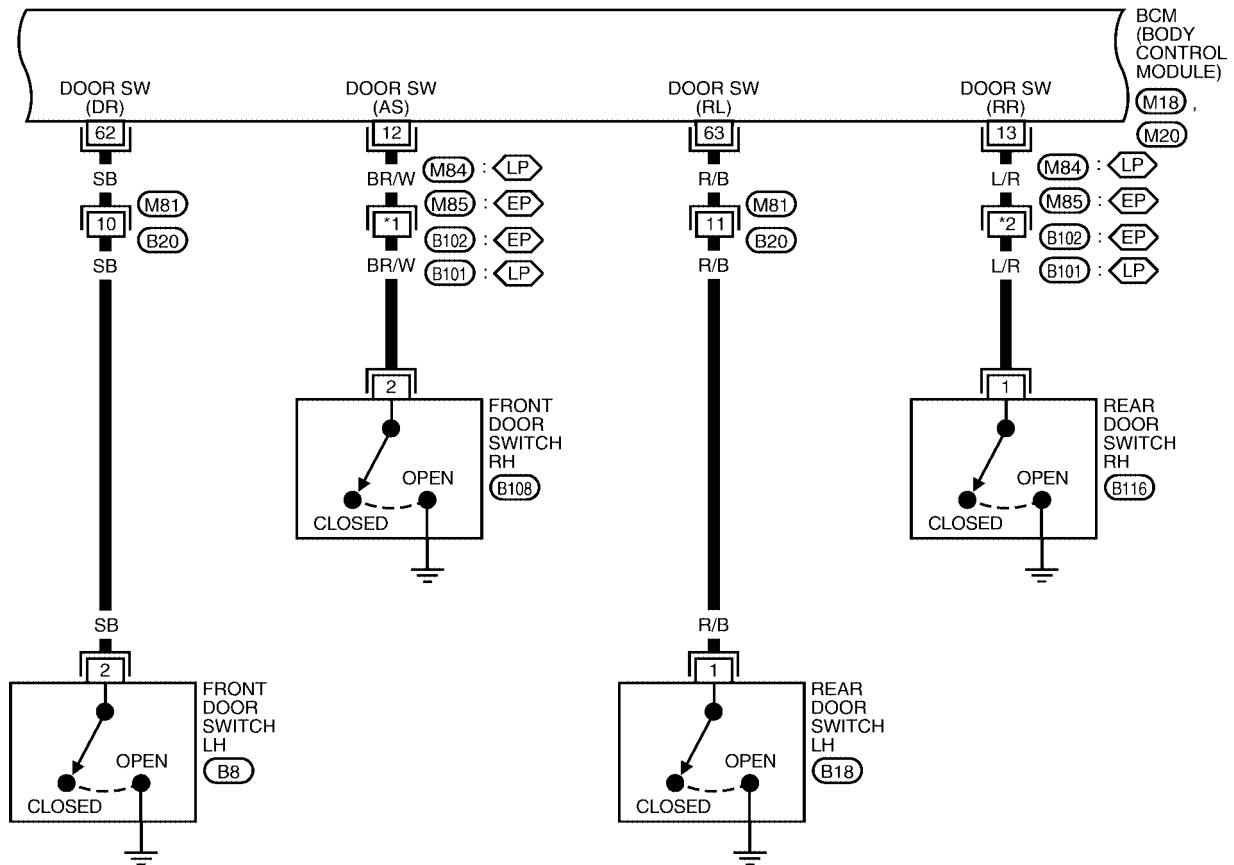 BCM
(BODY
CONTROL
MODULE)
M18 ,
M20
DOOR SW
(DR)
DOOR SW
(AS)
DOOR SW
(RL)
DOOR SW
(RR)
62
12
63
13
SB
BR/W
R/B
L/R
M84 : LP
M84 : LP
M81
M85 : EP
M81
M85 : EP
10
*1
11
*2
B20
B102 : EP
B20
B102 : EP
SB
BR/W
R/B
L/R
B101 : LP
B101 : LP
2
FRONT
DOOR
SWITCH
RH
B108
OPEN
CLOSED
1
REAR
DOOR
SWITCH
RH
B116
OPEN
CLOSED
SB
2
FRONT
DOOR
SWITCH
LH
B8
OPEN
CLOSED
R/B
1
REAR
DOOR
SWITCH
LH
B18
OPEN
CLOSED